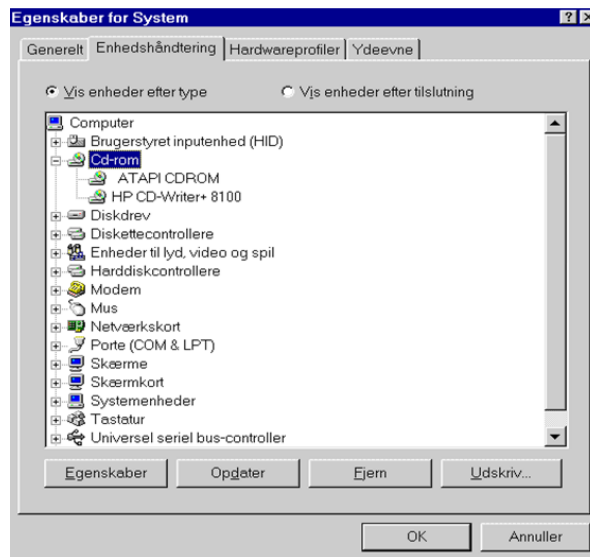 Egenskaber for System
Generelt Enhedshåndtering Hardwareprofiler Ydeevne
Vis enheder efter type Vis enheder efter tilslutning
Computer
Brugerstyret inputenhed (HID)
Cd-rom
ATAPI CDROM
HP CD-Writer+ 8100
Diskdrev
Diskettecontrollere
Enheder til lyd, video og spil
Harddiskcontrollere
Modem
Mus
Netværkskort
Porte (COM & LPT)
Skærme
Skærmkort
Systemenheder
Tastatur
Universel seriel bus-controller
Egenskaber Opdater Fjern Udskriv...
OK Annuller